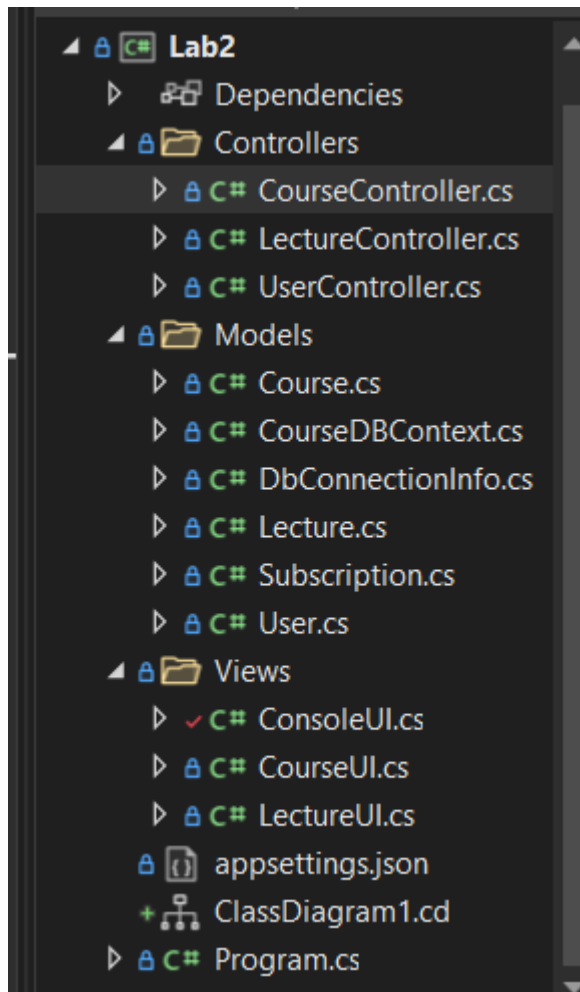 C# Lab2
Dependencies
Controllers
C# CourseController.cs
C# LectureController.cs
C# UserController.cs
Models
C# Course.cs
C# CourseDBContext.cs
C# DbConnectionInfo.cs
C# Lecture.cs
C# Subscription.cs
C# User.cs
Views
C# ConsoleUI.cs
C# CourseUI.cs
C# LectureUI.cs
appsettings.json
ClassDiagram1.cd
C# Program.cs